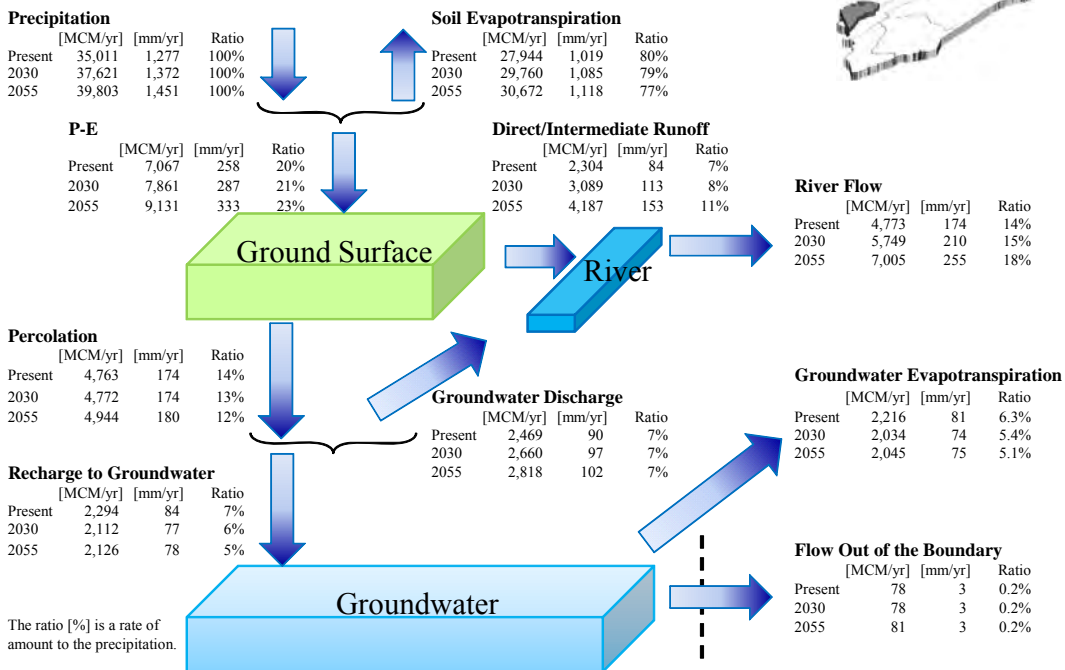 Precipitation
[MCM/yr] [mm/yr] Ratio
Present 35,011 1,277 100%
2030 37,621 1,372 100%
2055 39,803 1,451 100%
Soil Evapotranspiration
[MCM/yr] [mm/yr] Ratio
Present 27,944 1,019 80%
2030 29,760 1,085 79%
2055 30,672 1,118 77%
P-E
[MCM/yr] [mm/yr] Ratio
Present 7,067 258 20%
2030 7,861 287 21%
2055 9,131 333 23%
Direct/Intermediate Runoff
[MCM/yr] [mm/yr] Ratio
Present 2,304 84 7%
2030 3,089 113 8%
2055 4,187 153 11%
River Flow
[MCM/yr] [mm/yr] Ratio
Present 4,773 174 14%
2030 5,749 210 15%
2055 7,005 255 18%
Ground Surface
River
Percolation
[MCM/yr] [mm/yr] Ratio
Present 4,763 174 14%
2030 4,772 174 13%
2055 4,944 180 12%
Groundwater Discharge
[MCM/yr] [mm/yr] Ratio
Present 2,469 90 7%
2030 2,660 97 7%
2055 2,818 102 7%
Groundwater Evapotranspiration
[MCM/yr] [mm/yr] Ratio
Present 2,216 81 6.3%
2030 2,034 74 5.4%
2055 2,045 75 5.1%
Recharge to Groundwater
[MCM/yr] [mm/yr] Ratio
Present 2,294 84 7%
2030 2,112 77 6%
2055 2,126 78 5%
Flow Out of the Boundary
[MCM/yr] [mm/yr] Ratio
Present 78 3 0.2%
2030 78 3 0.2%
2055 81 3 0.2%
Groundwater
The ratio [%] is a rate of
amount to the precipitation.